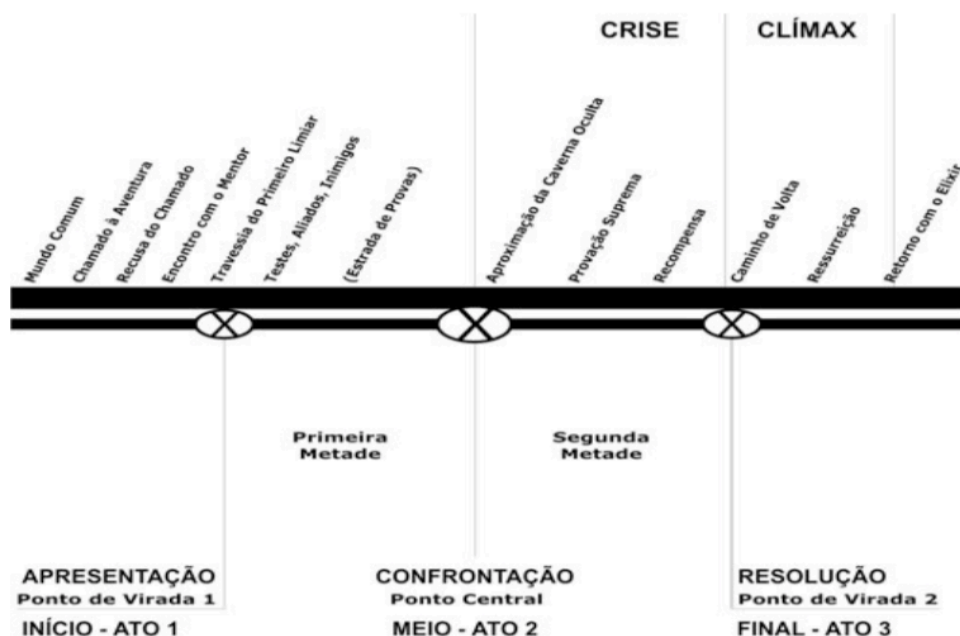 CRISE
CLÍMAX
Mundo Comum
Chamado à Aventura
Recusa do Chamado
Encontro com o Mentor
Travessia do Primeiro Limiar
Testes, Aliados, Inimigos
(Estrada de Provas)
Aproximação da Caverna Oculta
Provação Suprema
Recompensa
Caminho de Volta
Ressurreição
Retorno com o Elixir
Primeira
Metade
Segunda
Metade
APRESENTAÇÃO
Ponto de Virada 1
INÍCIO - ATO 1
CONFRONTAÇÃO
Ponto Central
MEIO - ATO 2
RESOLUÇÃO
Ponto de Virada 2
FINAL - ATO 3